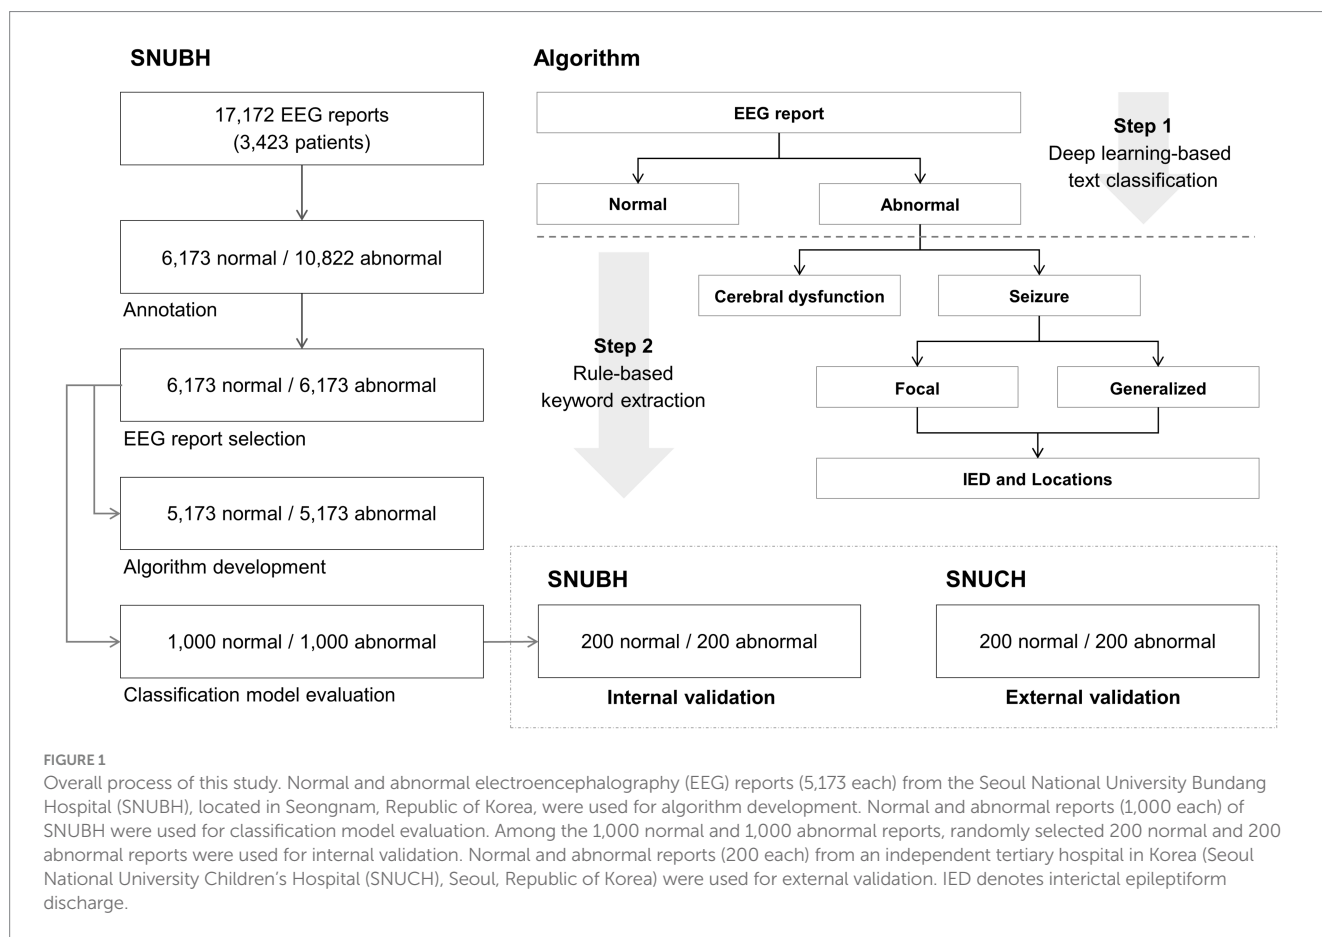 SNUBH
17,172 EEG reports
(3,423 patients)
6,173 normal / 10,822 abnormal
Annotation
6,173 normal / 6,173 abnormal
EEG report selection
5,173 normal / 5,173 abnormal
Algorithm development
1,000 normal / 1,000 abnormal
Classification model evaluation
Algorithm
EEG report
Normal
Abnormal
Step 1
Deep learning-based
text classification
Cerebral dysfunction
Seizure
Step 2
Rule-based
keyword extraction
Focal
Generalized
IED and Locations
SNUBH
200 normal / 200 abnormal
Internal validation
SNUCH
200 normal / 200 abnormal
External validation
FIGURE 1
Overall process of this study. Normal and abnormal electroencephalography (EEG) reports (5,173 each) from the Seoul National University Bundang
Hospital (SNUBH), located in Seongnam, Republic of Korea, were used for algorithm development. Normal and abnormal reports (1,000 each) of
SNUBH were used for classification model evaluation. Among the 1,000 normal and 1,000 abnormal reports, randomly selected 200 normal and 200
abnormal reports were used for internal validation. Normal and abnormal reports (200 each) from an independent tertiary hospital in Korea (Seoul
National University Children's Hospital (SNUCH), Seoul, Republic of Korea) were used for external validation. IED denotes interictal epileptiform
discharge.